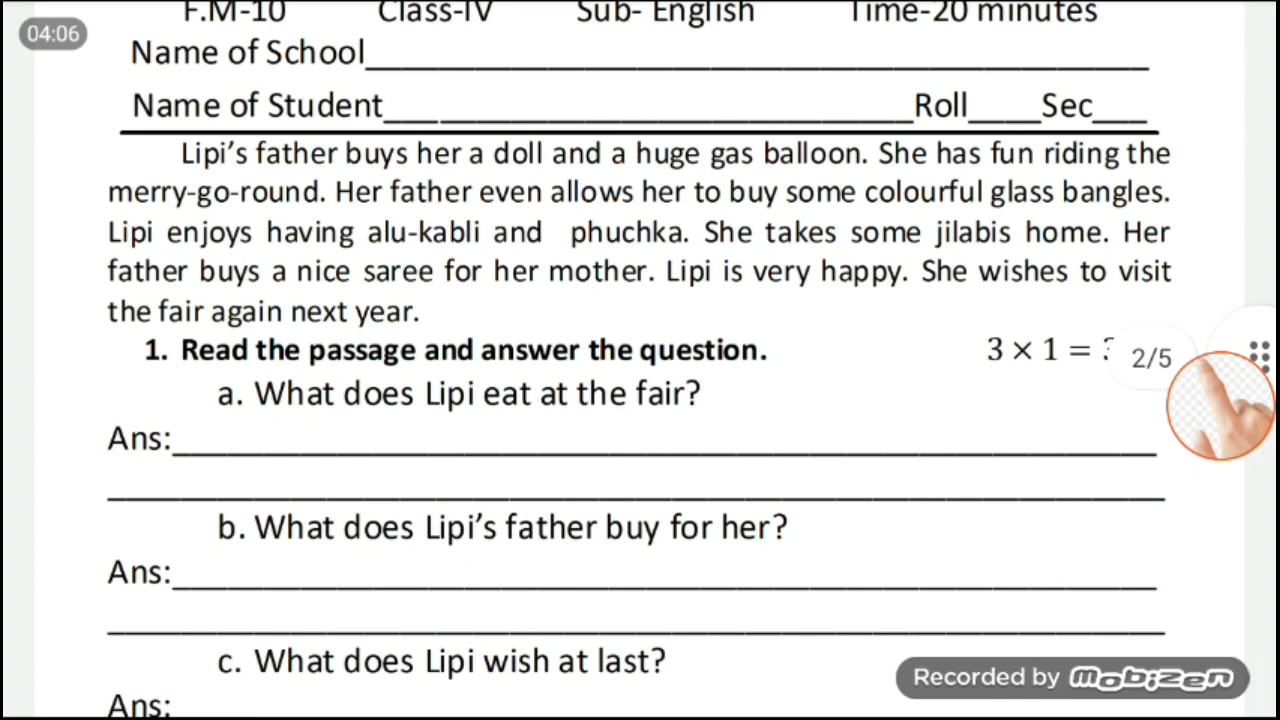 F.M-10 Class-IV Sub- English Time-20 minutes
04:06
Name of School
Name of Student Roll Sec
Lipi's father buys her a doll and a huge gas balloon. She has fun riding the
merry-go-round. Her father even allows her to buy some colourful glass bangles.
Lipi enjoys having alu-kabli and phuchka. She takes some jilabis home. Her
father buys a nice saree for her mother. Lipi is very happy. She wishes to visit
the fair again next year.
1. Read the passage and answer the question. 3 × 1 =
2/5
a. What does Lipi eat at the fair?
Ans:
b. What does Lipi's father buy for her?
Ans:
c. What does Lipi wish at last?
Ans:
Recorded by Mobizen